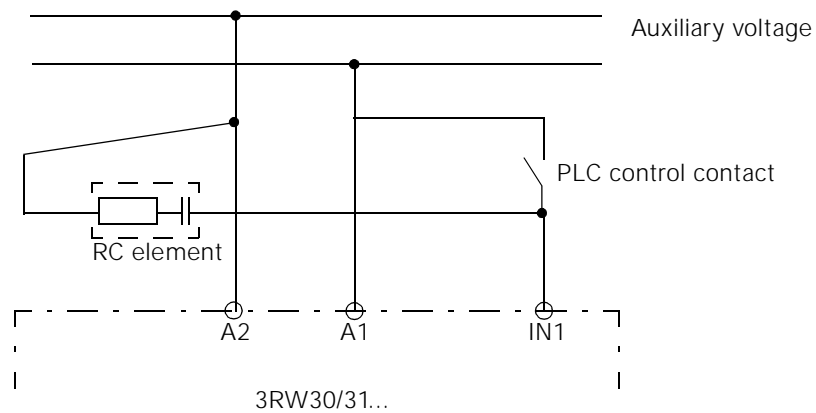 Auxiliary voltage
PLC control contact
RC element
A2
A1
IN1
3RW30/31...